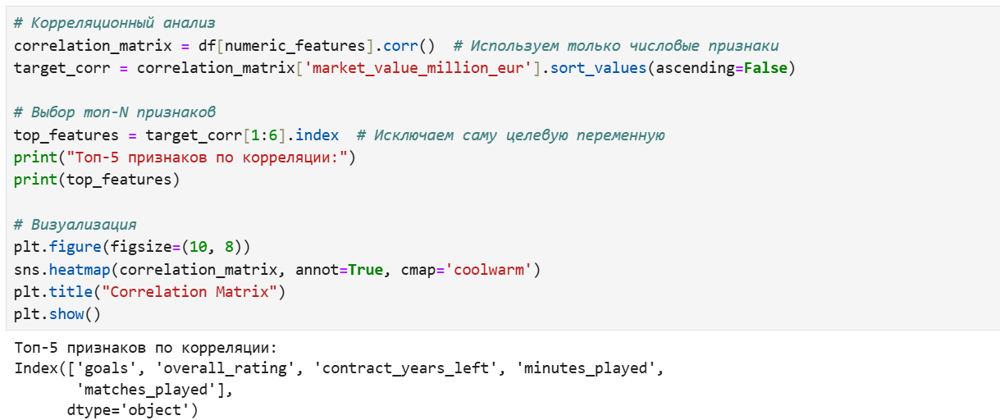 # Корреляционный анализ
correlation_matrix = df[numeric_features].corr()  # Используем только числовые признаки
target_corr = correlation_matrix['market_value_million_eur'].sort_values(ascending=False)
# Выбор топ-N признаков
top_features = target_corr[1:6].index  # Исключаем саму целевую переменную
print("Топ-5 признаков по корреляции:")
print(top_features)
# Визуализация
plt.figure(figsize=(10, 8))
sns.heatmap(correlation_matrix, annot=True, cmap='coolwarm')
plt.title("Correlation Matrix")
plt.show()
Топ-5 признаков по корреляции:
Index(['goals', 'overall_rating', 'contract_years_left', 'minutes_played',
       'matches_played'],
      dtype='object')